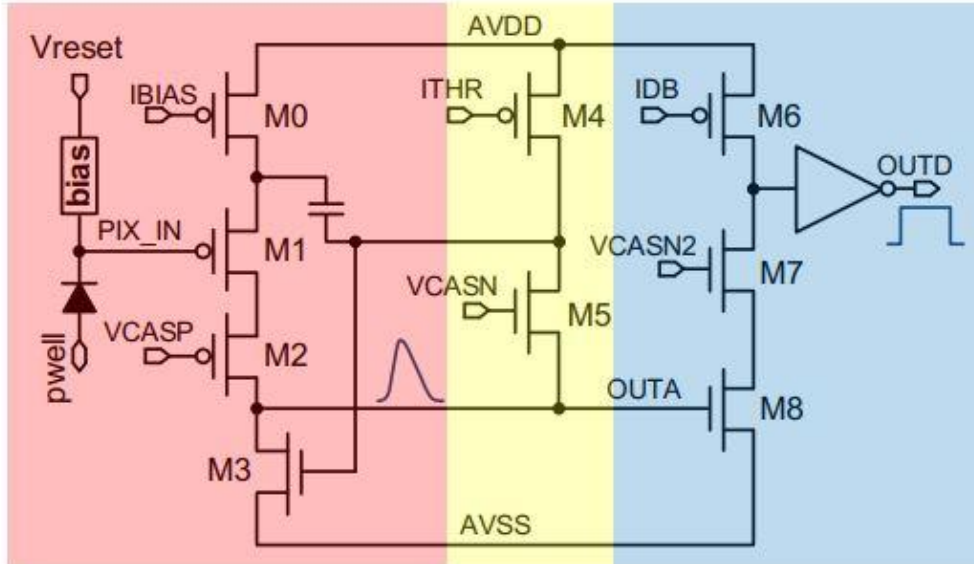 AVDD
Vreset
IBIAS
M0
ITHR
M4
IDB
M6
bias
OUTD
PIX_IN
M1
VCASN
M5
VCASN2
M7
pwell
VCASP
M2
OUTA
M8
M3
AVSS